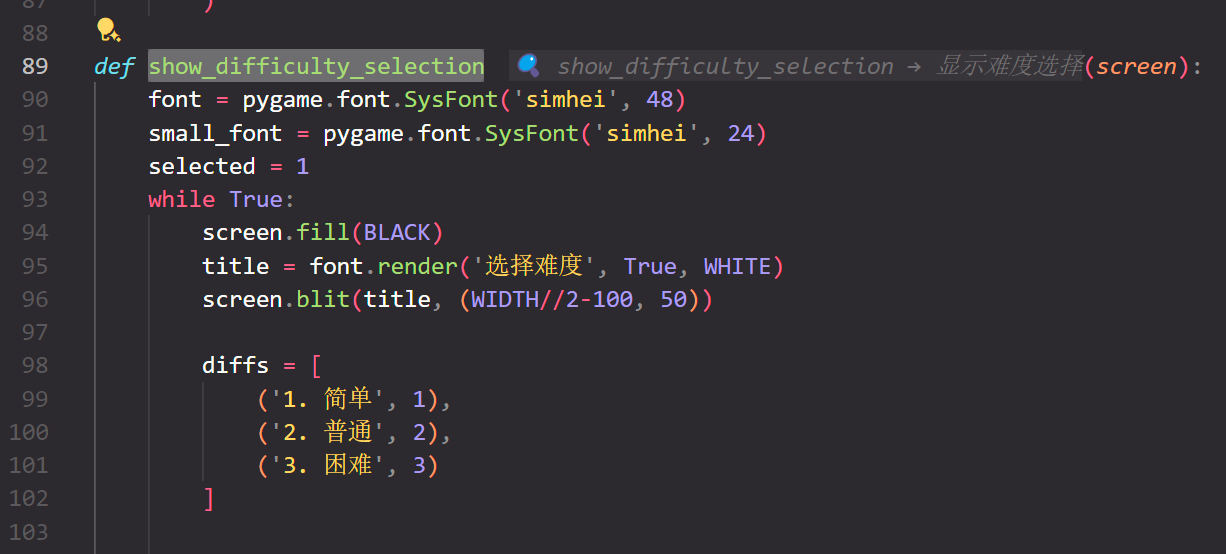 87 )
88
89 def show_difficulty_selection show_difficulty_selection → 显示难度选择(screen):
90 font = pygame.font.SysFont('simhei', 48)
91 small_font = pygame.font.SysFont('simhei', 24)
92 selected = 1
93 while True:
94 screen.fill(BLACK)
95 title = font.render('选择难度', True, WHITE)
96 screen.blit(title, (WIDTH//2-100, 50))
97
98 diffs = [
99 ('1. 简单', 1),
100 ('2. 普通', 2),
101 ('3. 困难', 3)
102 ]
103